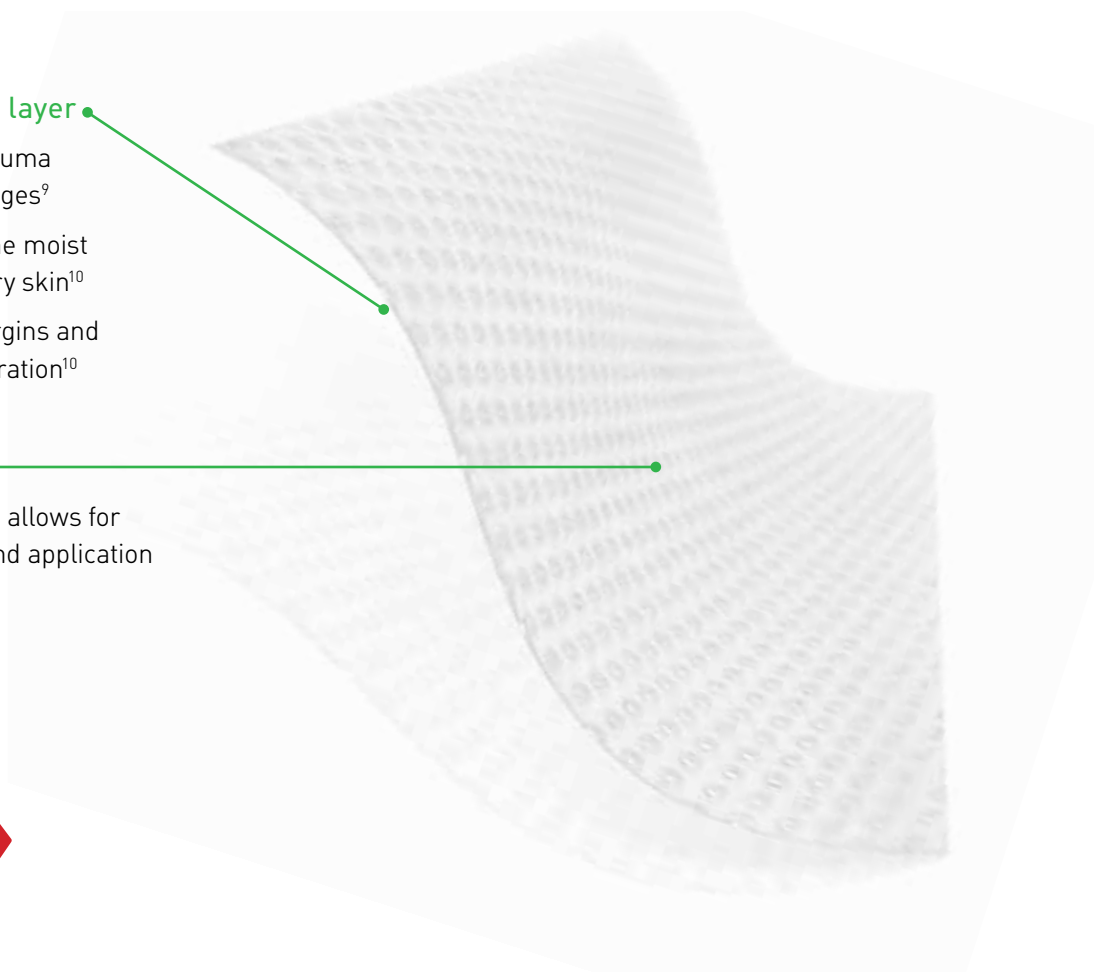 layer
uma
ges⁹
e moist
ry skin¹⁰
gins and
ration¹⁰
allows for
nd application